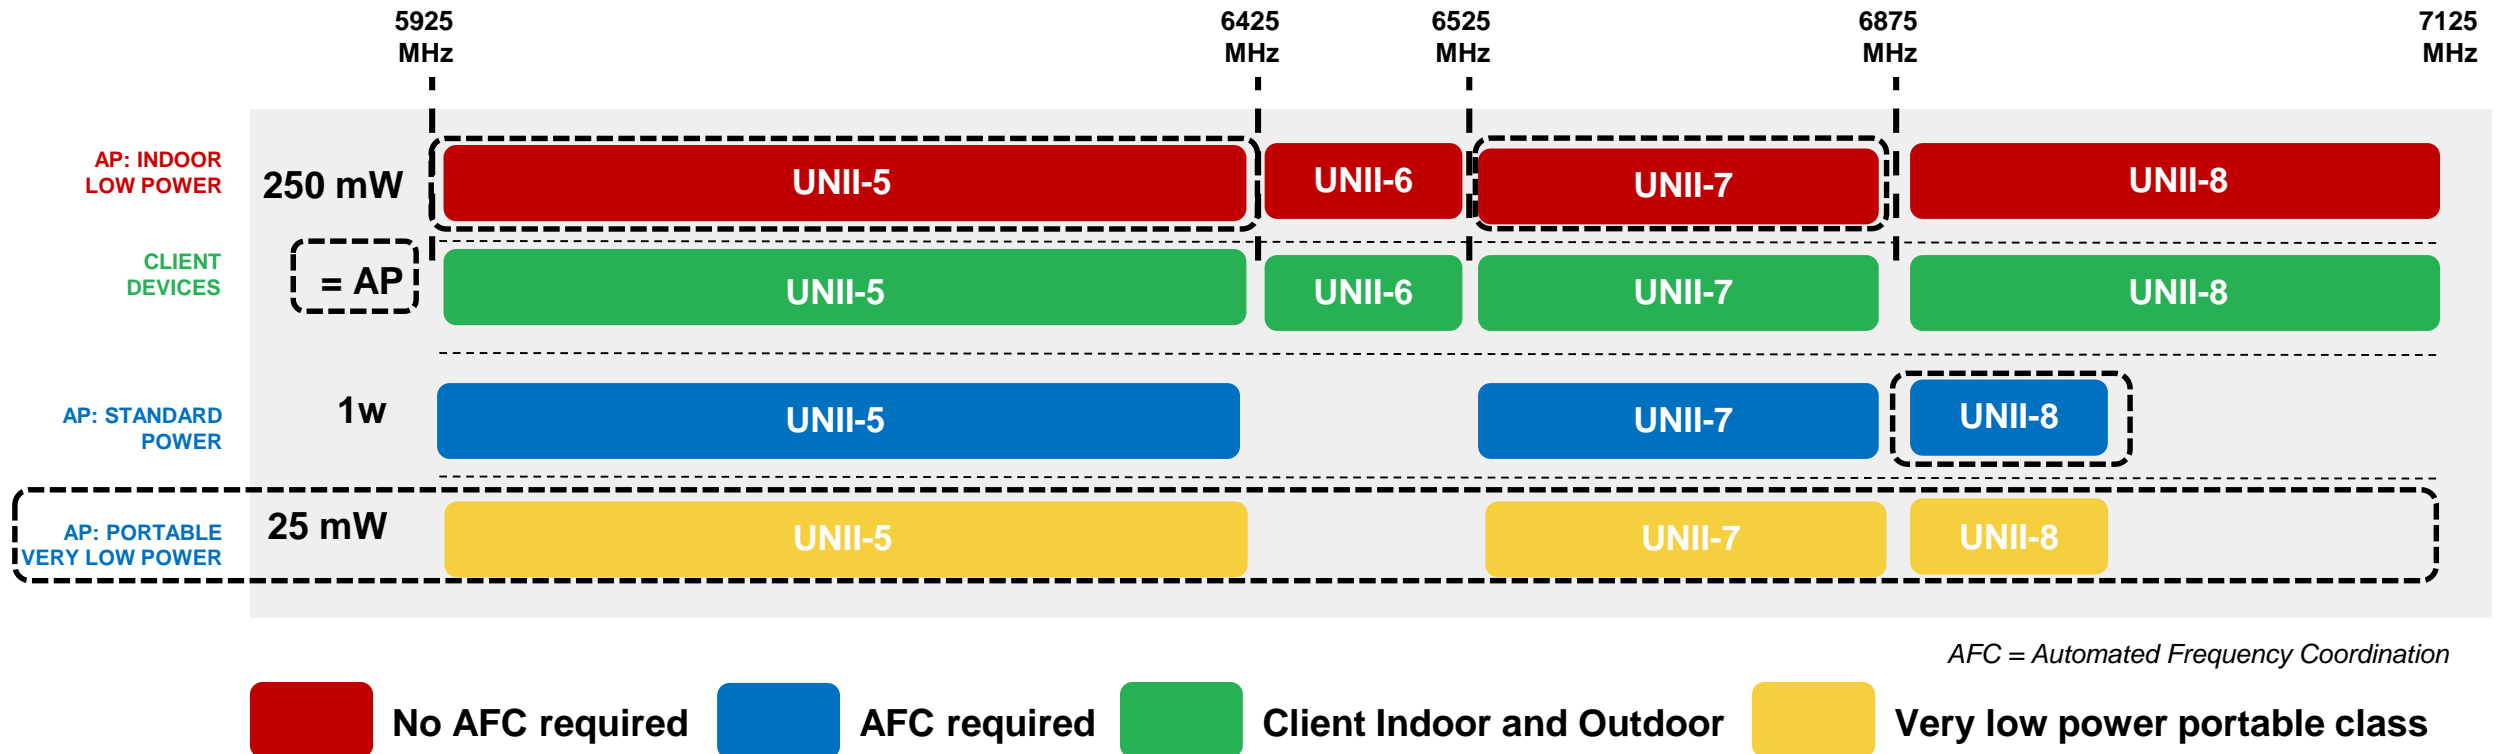 5925 6425 6525 6875 7125
MHz MHz MHz MHz MHz
AP: INDOOR
LOW POWER
250 mW
UNII-5 UNII-6 UNII-7 UNII-8
CLIENT
DEVICES
= AP
UNII-5 UNII-6 UNII-7 UNII-8
AP: STANDARD
POWER
1w
UNII-5 UNII-7 UNII-8
AP: PORTABLE
VERY LOW POWER
25 mW
UNII-5 UNII-7 UNII-8
AFC = Automated Frequency Coordination
No AFC required AFC required Client Indoor and Outdoor Very low power portable class